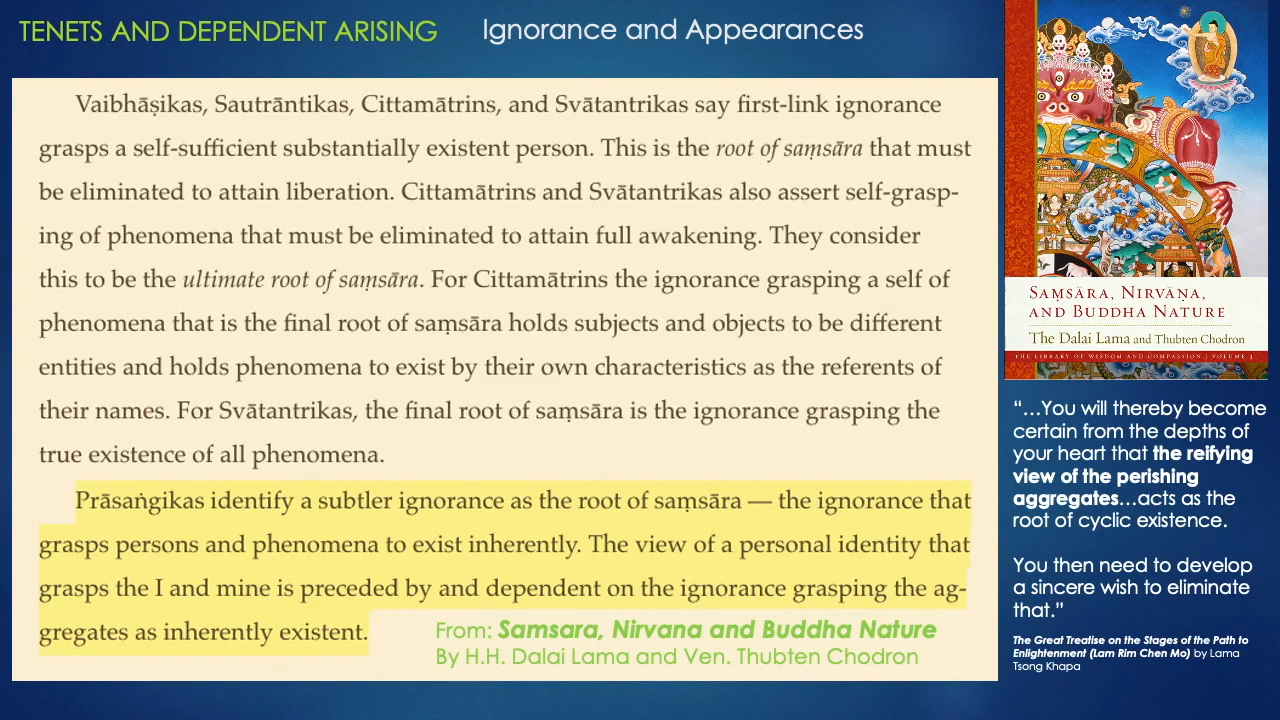 TENETS AND DEPENDENT ARISING
Ignorance and Appearances
Vaibhāṣikas, Sautrāntikas, Cittamātrins, and Svātantrikas say first-link ignorance
grasps a self-sufficient substantially existent person. This is the root of saṃsāra that must
be eliminated to attain liberation. Cittamātrins and Svātantrikas also assert self-grasp-
ing of phenomena that must be eliminated to attain full awakening. They consider
this to be the ultimate root of saṃsāra. For Cittamātrins the ignorance grasping a self of
phenomena that is the final root of saṃsāra holds subjects and objects to be different
entities and holds phenomena to exist by their own characteristics as the referents of
their names. For Svātantrikas, the final root of saṃsāra is the ignorance grasping the
true existence of all phenomena.
Prāsaṅgikas identify a subtler ignorance as the root of saṃsāra — the ignorance that
grasps persons and phenomena to exist inherently. The view of a personal identity that
grasps the I and mine is preceded by and dependent on the ignorance grasping the ag-
gregates as inherently existent.
From: Samsara, Nirvana and Buddha Nature
By H.H. Dalai Lama and Ven. Thubten Chodron
SAṂSĀRA, NIRVĀṆA,
AND BUDDHA NATURE
The Dalai Lama and Thubten Chodron
THE LIBRARY OF WISDOM AND COMPASSION | VOLUME 3
“…You will thereby become
certain from the depths of
your heart that the reifying
view of the perishing
aggregates…acts as the
root of cyclic existence.
You then need to develop
a sincere wish to eliminate
that.”
The Great Treatise on the Stages of the Path to
Enlightenment (Lam Rim Chen Mo) by Lama
Tsong Khapa